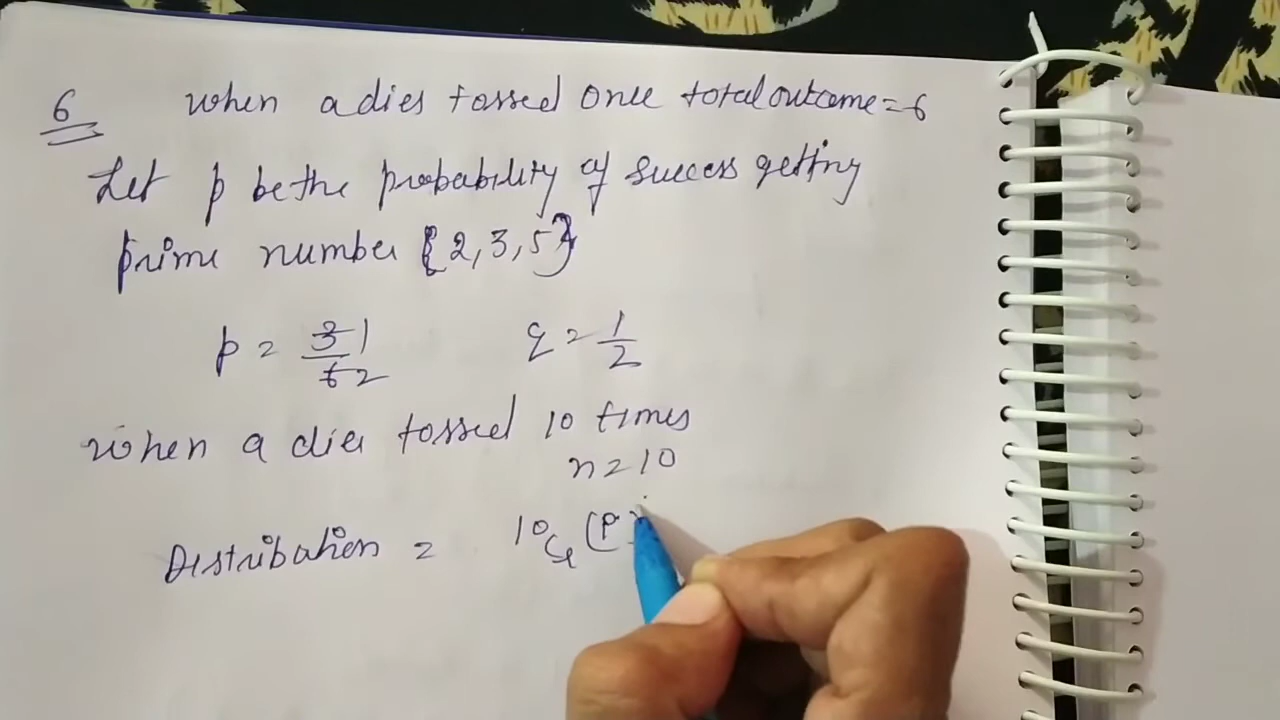 6 when a dies tossed once total outcome = 6
Let p be the probability of success getting
prime number {2, 3, 5}
p = 3/6 1/2 q = 1/2
when a dies tossed 10 times
n = 10
Distribution = 10C (P)